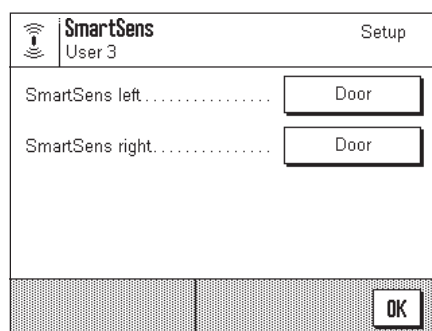 SmartSens Setup
User 3
SmartSens left................ Door
SmartSens right............... Door
OK